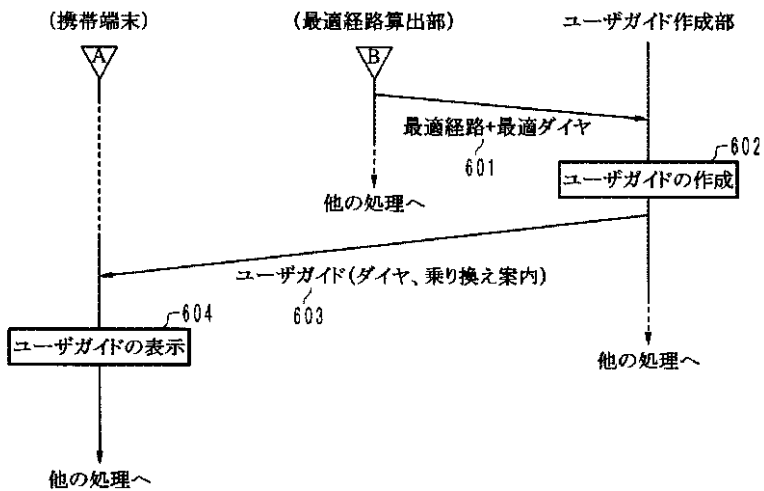 (携帯端末)
(最適経路算出部)
ユーザガイド作成部
A
B
最適経路+最適ダイヤ
601
602
ユーザガイドの作成
他の処理へ
ユーザガイド(ダイヤ、乗り換え案内)
603
604
ユーザガイドの表示
他の処理へ
他の処理へ